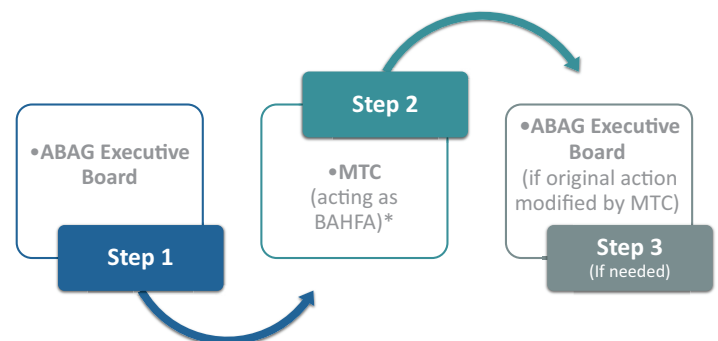 •ABAG Executive
Board
Step 1
Step 2
•MTC
(acting as
BAHFA)*
•ABAG Executive
Board
(if original action
modified by MTC)
Step 3
(If needed)